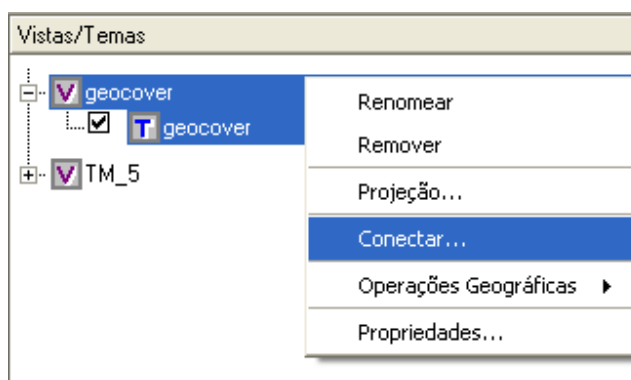 Vistas/Temas
V geocover
T geocover
V TM_5
Renomear
Remover
Projeção...
Conectar...
Operações Geográficas
Propriedades...